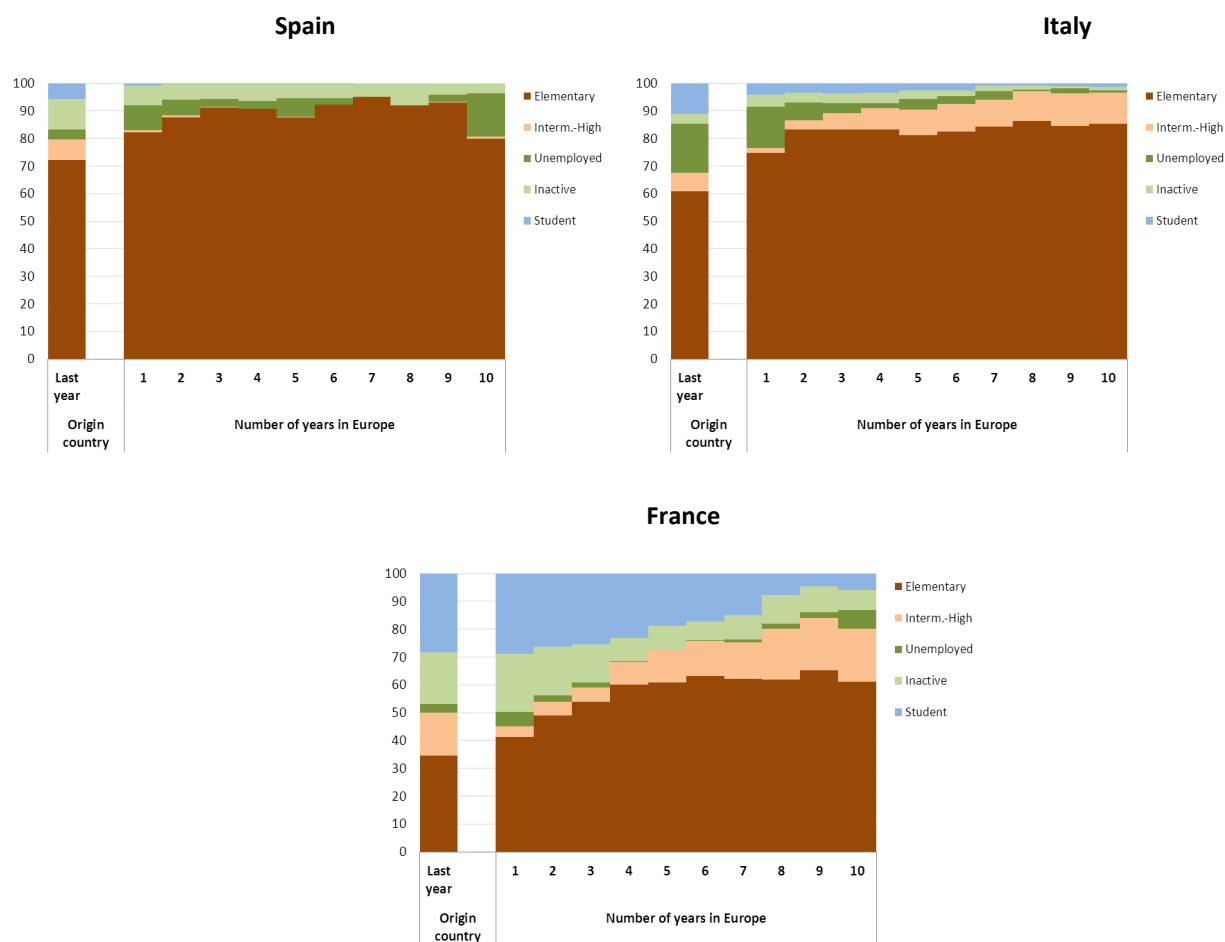 Spain
100
90
80
70
60
50
40
30
20
10
0
Last year
1 2 3 4 5 6 7 8 9 10
Origin country
Number of years in Europe
Elementary
Interm.-High
Unemployed
Inactive
Student
Italy
100
90
80
70
60
50
40
30
20
10
0
Last year
1 2 3 4 5 6 7 8 9 10
Origin country
Number of years in Europe
Elementary
Interm.-High
Unemployed
Inactive
Student
France
100
90
80
70
60
50
40
30
20
10
0
Last year
1 2 3 4 5 6 7 8 9 10
Origin country
Number of years in Europe
Elementary
Interm.-High
Unemployed
Inactive
Student